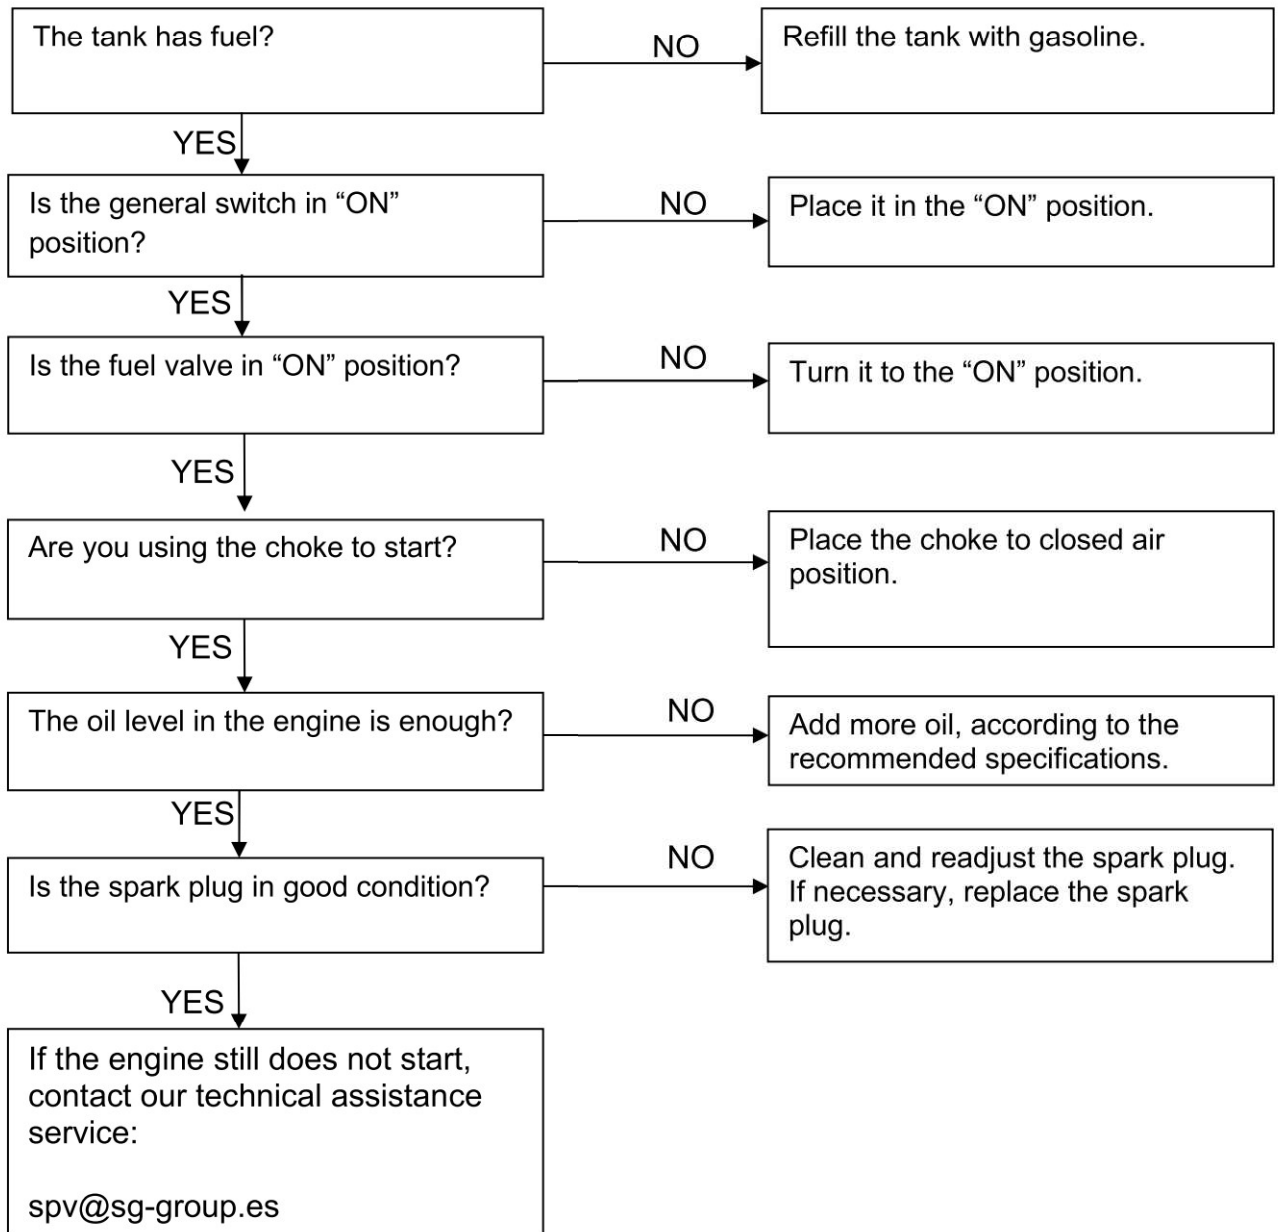 The tank has fuel?
NO
Refill the tank with gasoline.
YES
Is the general switch in “ON”
position?
NO
Place it in the “ON” position.
YES
Is the fuel valve in “ON” position?
NO
Turn it to the “ON” position.
YES
Are you using the choke to start?
NO
Place the choke to closed air
position.
YES
The oil level in the engine is enough?
NO
Add more oil, according to the
recommended specifications.
YES
Is the spark plug in good condition?
NO
Clean and readjust the spark plug.
If necessary, replace the spark
plug.
YES
If the engine still does not start,
contact our technical assistance
service:
spv@sg-group.es